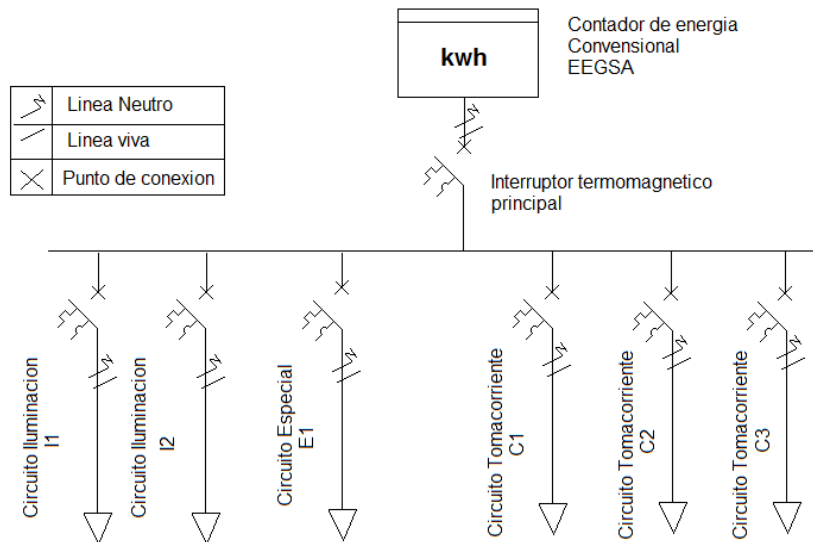 kwh
Contador de energia
Convensional
EEGSA
Linea Neutro
Linea viva
Punto de conexion
Interruptor termomagnetico
principal
Circuito Iluminacion
I1
Circuito Iluminacion
I2
Circuito Especial
E1
Circuito Tomacorriente
C1
Circuito Tomacorriente
C2
Circuito Tomacorriente
C3